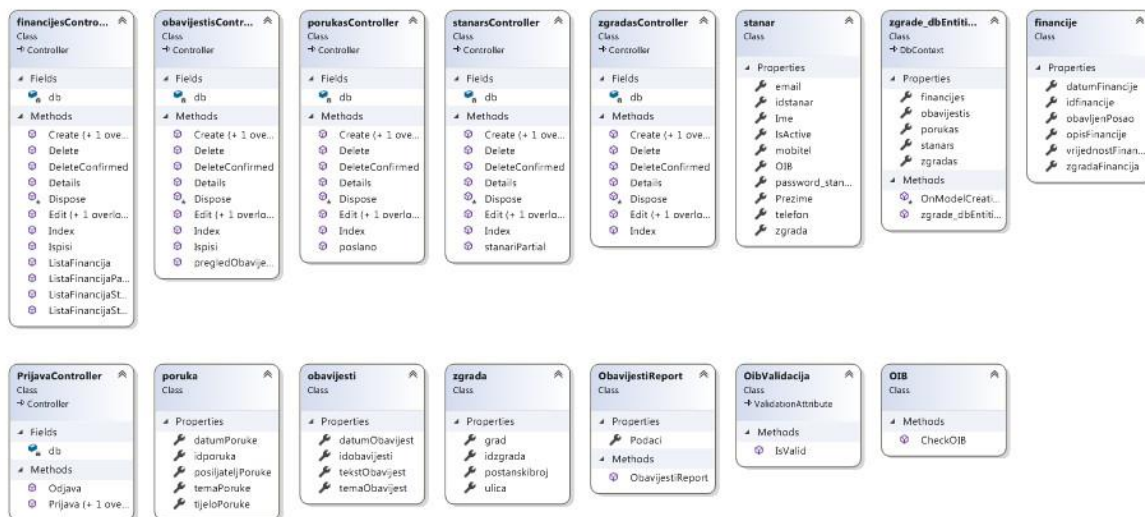 financijesContro...
Class
Controller
Fields
db
Methods
Create (+ 1 ove...
Delete
DeleteConfirmed
Details
Dispose
Edit (+ 1 overlo...
Index
Ispisi
ListaFinancija
ListaFinancijaPa...
ListaFinancijaSt...
ListaFinancijaSt...
obavijestisContr...
Class
Controller
Fields
db
Methods
Create (+ 1 ove...
Delete
DeleteConfirmed
Details
Dispose
Edit (+ 1 overlo...
Index
Ispisi
pregledObavije...
porukasController
Class
Controller
Fields
db
Methods
Create (+ 1 ove...
Delete
DeleteConfirmed
Details
Dispose
Edit (+ 1 overlo...
Index
poslano
stanarsController
Class
Controller
Fields
db
Methods
Create (+ 1 ove...
Delete
DeleteConfirmed
Details
Dispose
Edit (+ 1 overlo...
Index
stanariPartial
zgradasController
Class
Controller
Fields
db
Methods
Create (+ 1 ove...
Delete
DeleteConfirmed
Details
Dispose
Edit (+ 1 overlo...
Index
stanar
Class
Properties
email
idstanar
Ime
IsActive
mobitel
OIB
password_stan...
Prezime
telefon
zgrada
zgrade_dbEntiti...
Class
DbContext
Properties
financijes
obavijestis
porukas
stanars
zgradas
Methods
OnModelCreati...
zgrade_dbEntiti...
financije
Class
Properties
datumFinancije
idfinancije
obavljenPosao
opisFinancije
vrijednostFinan...
zgradaFinancija
PrijavaController
Class
Controller
Fields
db
Methods
Odjava
Prijava (+ 1 ove...
poruka
Class
Properties
datumPoruke
idporuka
posiljateljPoruke
temaPoruke
tijeloPoruke
obavijesti
Class
Properties
datumObavijest
idobavijesti
tekstObavijest
temaObavijest
zgrada
Class
Properties
grad
idzgrada
postanskibroj
ulica
ObavijestiReport
Class
Properties
Podaci
Methods
ObavijestiReport
OibValidacija
Class
ValidationAttribute
Methods
IsValid
OIB
Class
Methods
CheckOIB